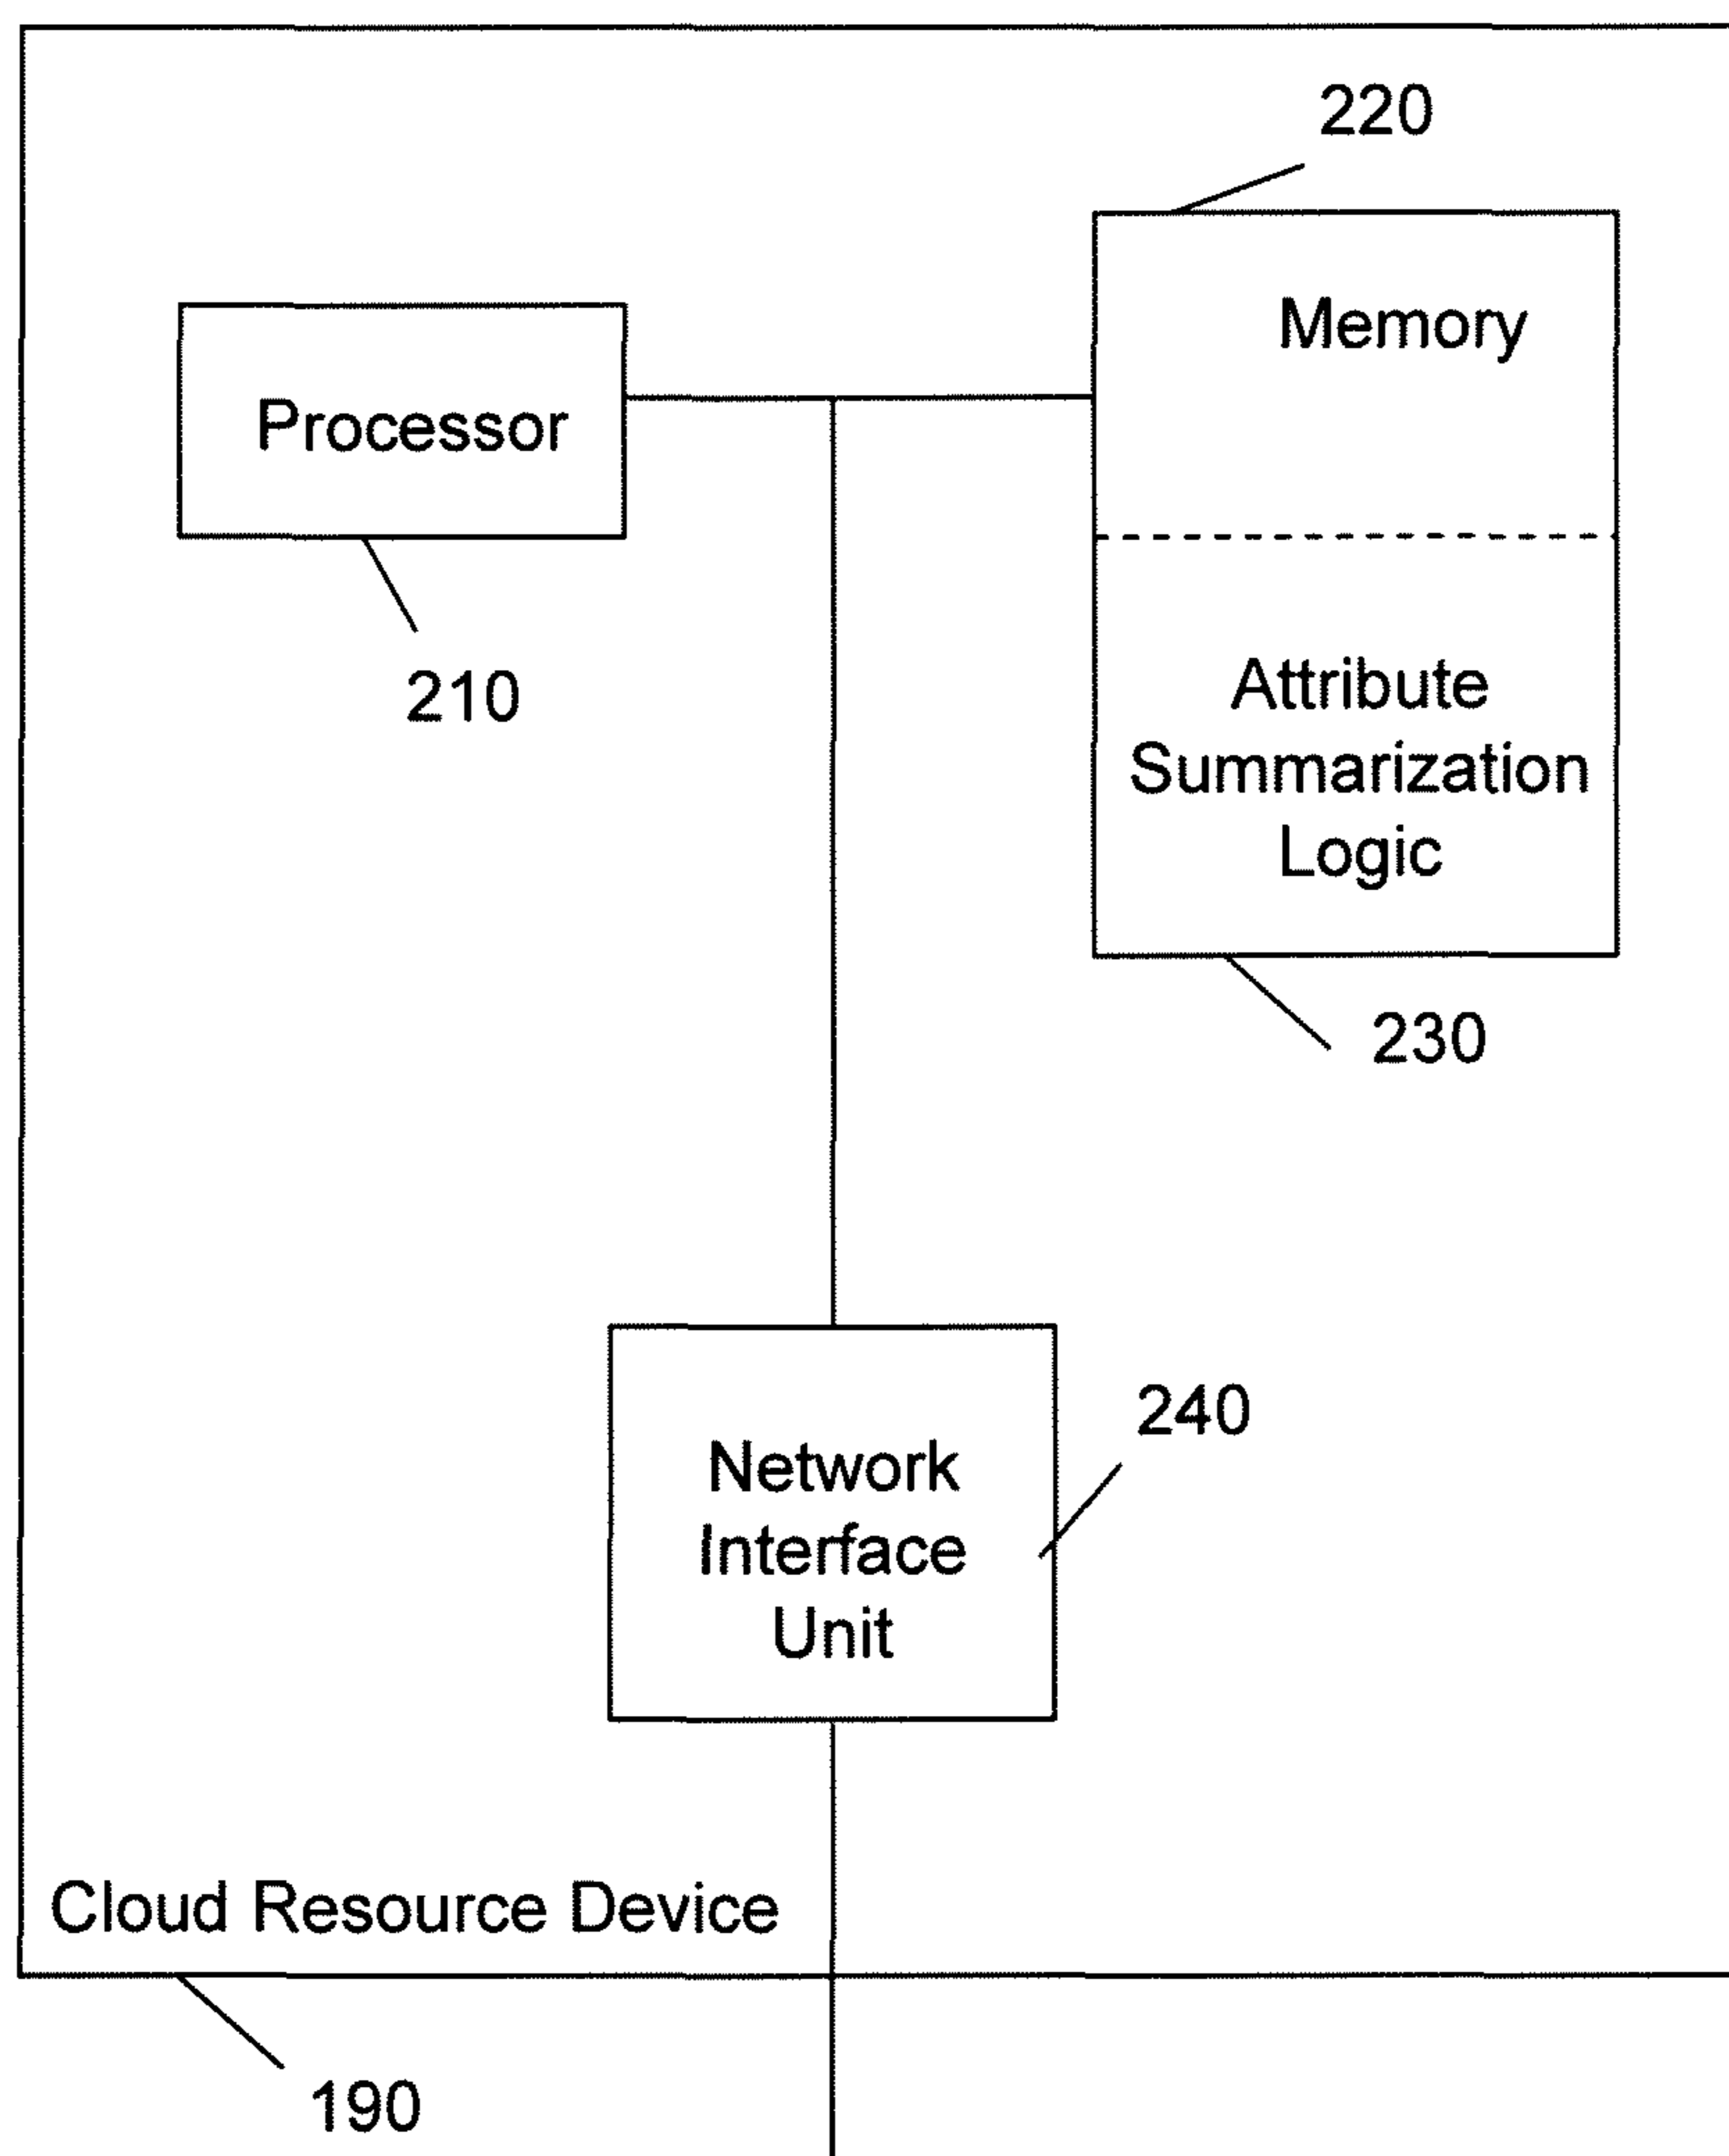 220
Memory
Processor
210
Attribute
Summarization
Logic
230
240
Network
Interface
Unit
Cloud Resource Device
190